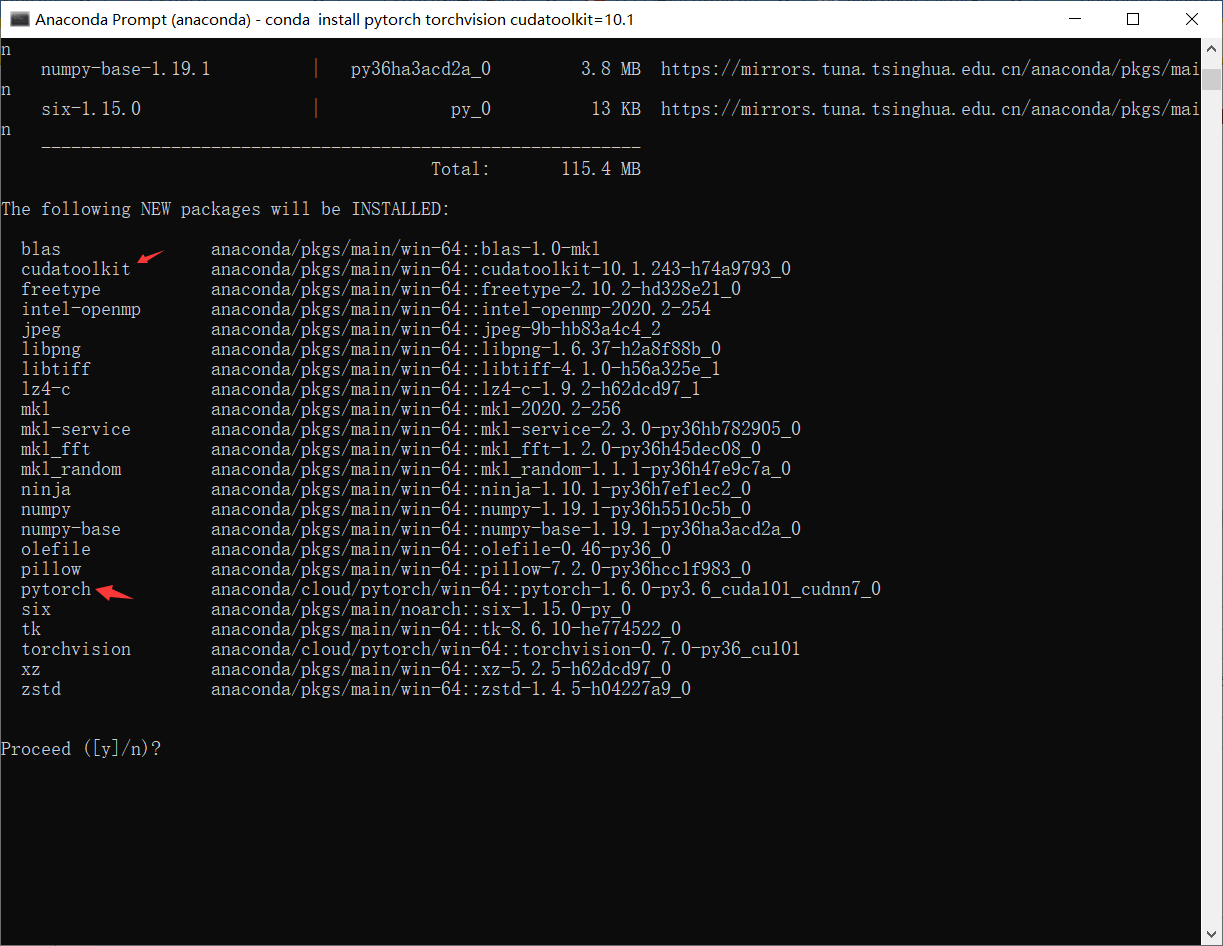 Anaconda Prompt (anaconda) - conda  install pytorch torchvision cudatoolkit=10.1
n
numpy-base-1.19.1 | py36ha3acd2a_0 3.8 MB https://mirrors.tuna.tsinghua.edu.cn/anaconda/pkgs/mai
n
six-1.15.0 | py_0 13 KB https://mirrors.tuna.tsinghua.edu.cn/anaconda/pkgs/mai
n
------------------------------------------------------------
Total: 115.4 MB
The following NEW packages will be INSTALLED:
blas anaconda/pkgs/main/win-64::blas-1.0-mkl
cudatoolkit anaconda/pkgs/main/win-64::cudatoolkit-10.1.243-h74a9793_0
freetype anaconda/pkgs/main/win-64::freetype-2.10.2-hd328e21_0
intel-openmp anaconda/pkgs/main/win-64::intel-openmp-2020.2-254
jpeg anaconda/pkgs/main/win-64::jpeg-9b-hb83a4c4_2
libpng anaconda/pkgs/main/win-64::libpng-1.6.37-h2a8f88b_0
libtiff anaconda/pkgs/main/win-64::libtiff-4.1.0-h56a325e_1
lz4-c anaconda/pkgs/main/win-64::lz4-c-1.9.2-h62dcd97_1
mkl anaconda/pkgs/main/win-64::mkl-2020.2-256
mkl-service anaconda/pkgs/main/win-64::mkl-service-2.3.0-py36hb782905_0
mkl_fft anaconda/pkgs/main/win-64::mkl_fft-1.2.0-py36h45dec08_0
mkl_random anaconda/pkgs/main/win-64::mkl_random-1.1.1-py36h47e9c7a_0
ninja anaconda/pkgs/main/win-64::ninja-1.10.1-py36h7ef1ec2_0
numpy anaconda/pkgs/main/win-64::numpy-1.19.1-py36h5510c5b_0
numpy-base anaconda/pkgs/main/win-64::numpy-base-1.19.1-py36ha3acd2a_0
olefile anaconda/pkgs/main/win-64::olefile-0.46-py36_0
pillow anaconda/pkgs/main/win-64::pillow-7.2.0-py36hcc1f983_0
pytorch anaconda/cloud/pytorch/win-64::pytorch-1.6.0-py3.6_cuda101_cudnn7_0
six anaconda/pkgs/main/noarch::six-1.15.0-py_0
tk anaconda/pkgs/main/win-64::tk-8.6.10-he774522_0
torchvision anaconda/cloud/pytorch/win-64::torchvision-0.7.0-py36_cu101
xz anaconda/pkgs/main/win-64::xz-5.2.5-h62dcd97_0
zstd anaconda/pkgs/main/win-64::zstd-1.4.5-h04227a9_0
Proceed ([y]/n)?